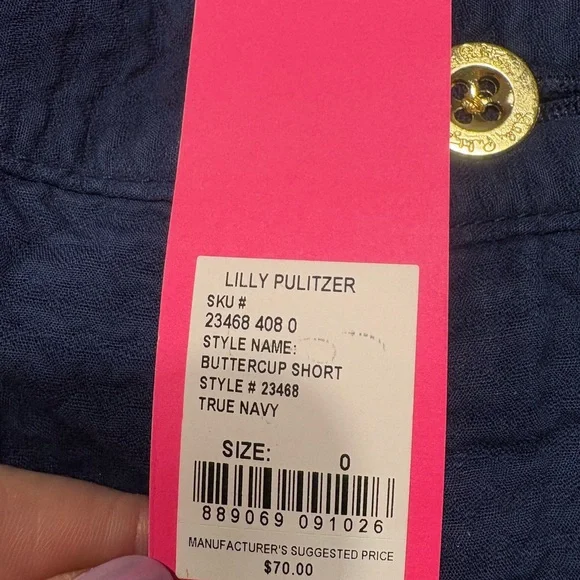 LILLY PULITZER
SKU #
23468 408 0
STYLE NAME:
BUTTERCUP SHORT
STYLE # 23468
TRUE NAVY
SIZE: 0
889069 091026
MANUFACTURER'S SUGGESTED PRICE
$70.00